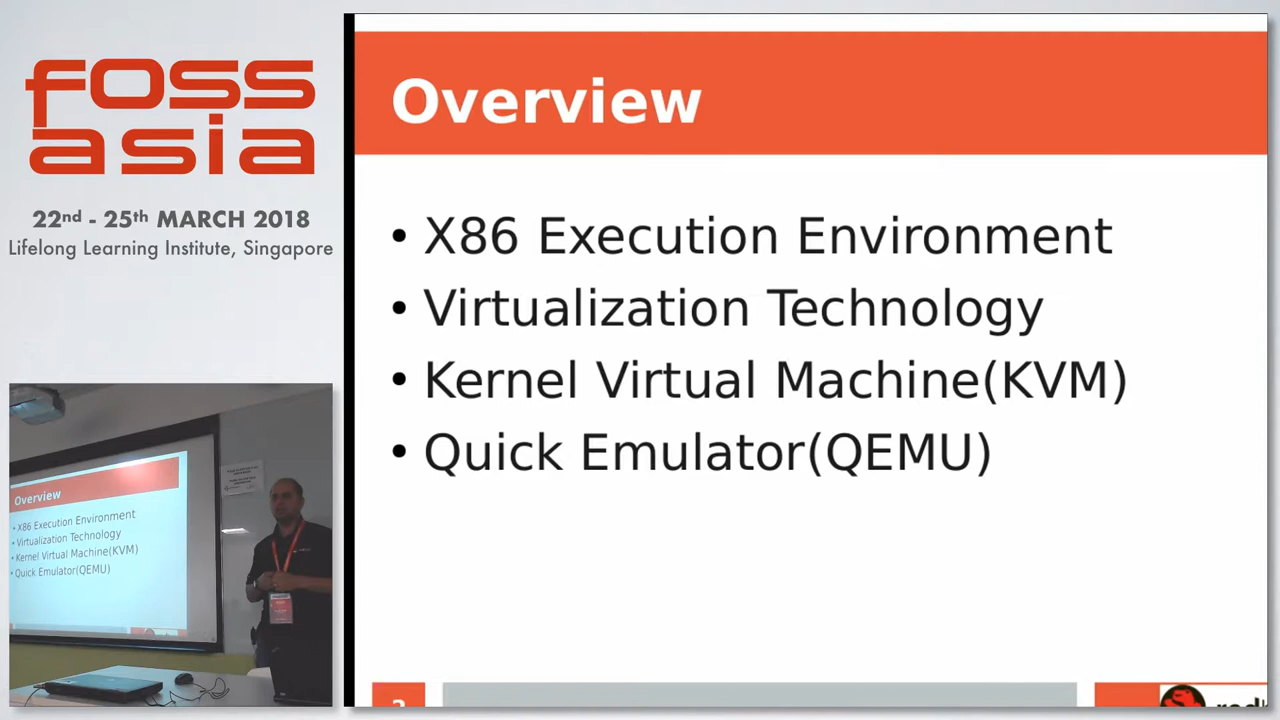 foss
asia
22nd - 25th MARCH 2018
Lifelong Learning Institute, Singapore
Overview
• X86 Execution Environment
• Virtualization Technology
• Kernel Virtual Machine(KVM)
• Quick Emulator(QEMU)
Overview
• X86 Execution Environment
• Virtualization Technology
• Kernel Virtual Machine(KVM)
• Quick Emulator(QEMU)